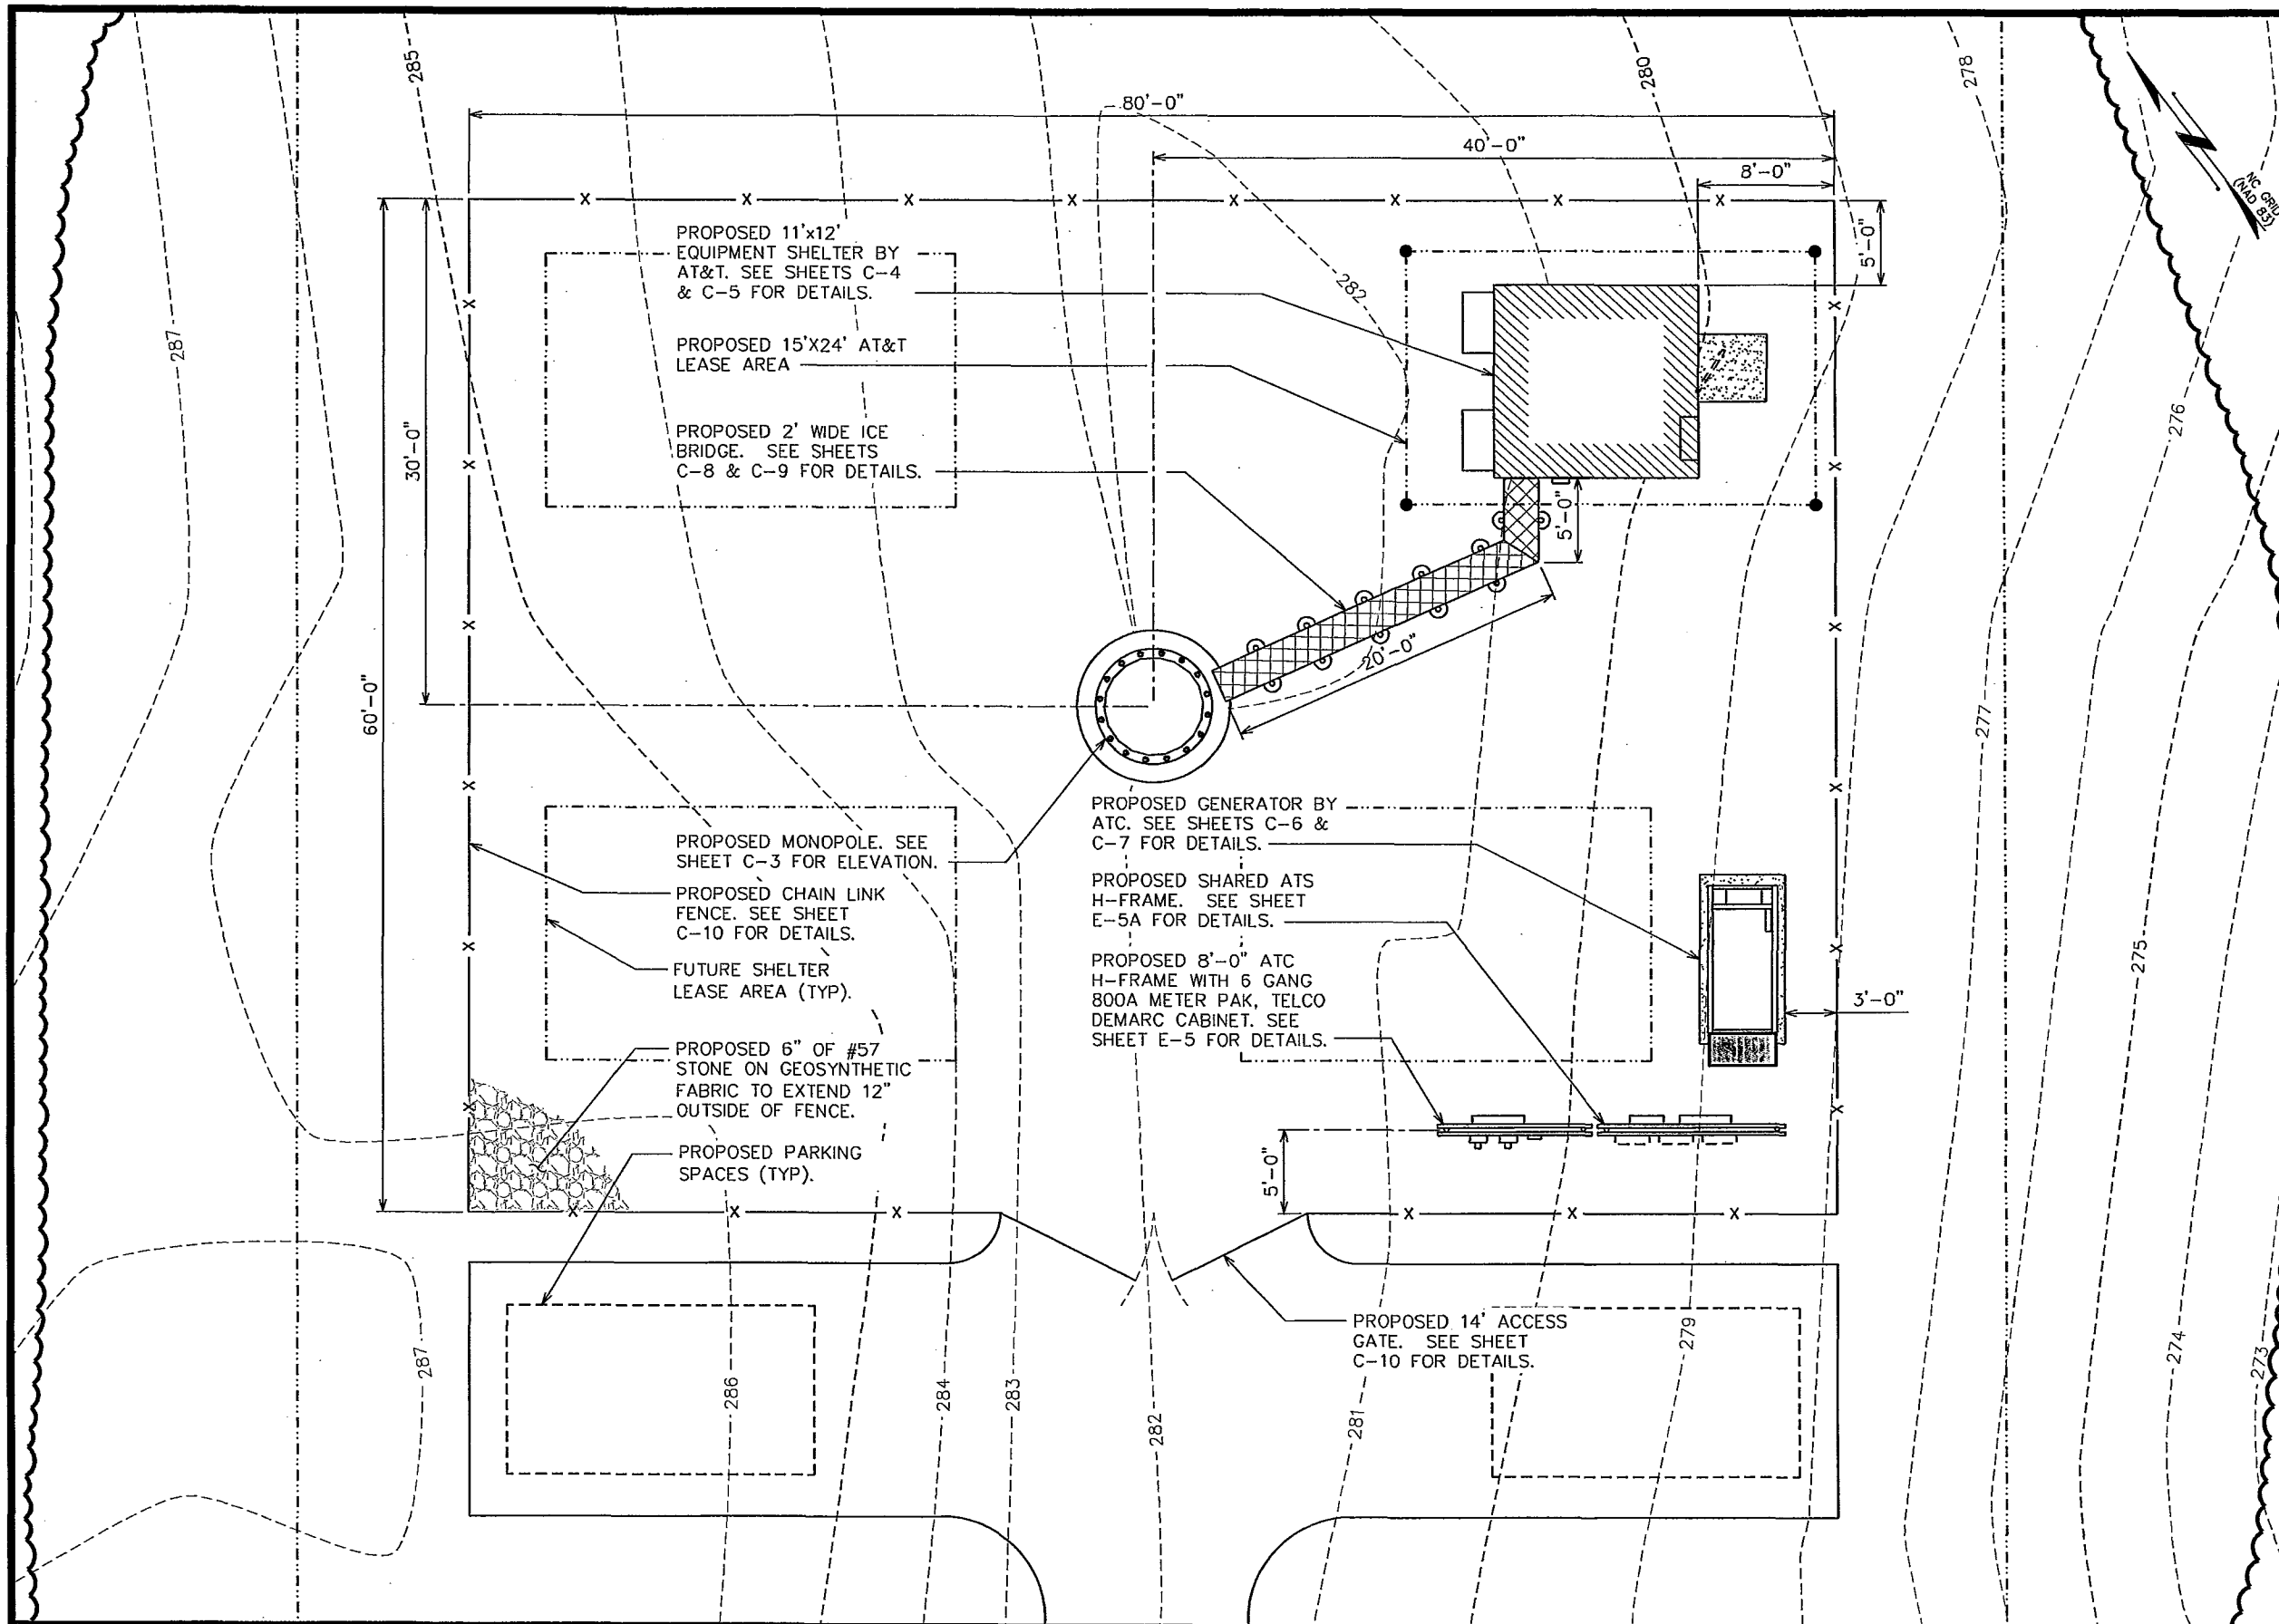 285
280
278
80'-0"
40'-0"
8'-0"
5'-0"
NC GRID
(NAD 83)
PROPOSED 11'x12'
EQUIPMENT SHELTER BY
AT&T. SEE SHEETS C-4
& C-5 FOR DETAILS.
282
287
PROPOSED 15'X24' AT&T
LEASE AREA
276
PROPOSED 2' WIDE ICE
BRIDGE. SEE SHEETS
C-8 & C-9 FOR DETAILS.
30'-0"
5'-0"
20'-0"
60'-0"
277
PROPOSED GENERATOR BY
ATC. SEE SHEETS C-6 &
C-7 FOR DETAILS.
PROPOSED MONOPOLE. SEE
SHEET C-3 FOR ELEVATION.
PROPOSED SHARED ATS
H-FRAME. SEE SHEET
E-5A FOR DETAILS.
PROPOSED CHAIN LINK
FENCE. SEE SHEET
C-10 FOR DETAILS.
PROPOSED 8'-0" ATC
H-FRAME WITH 6 GANG
800A METER PAK, TELCO
DEMARC CABINET. SEE
SHEET E-5 FOR DETAILS.
275
FUTURE SHELTER
LEASE AREA (TYP).
3'-0"
PROPOSED 6" OF #57
STONE ON GEOSYNTHETIC
FABRIC TO EXTEND 12"
OUTSIDE OF FENCE.
PROPOSED PARKING
SPACES (TYP).
5'-0"
PROPOSED 14' ACCESS
GATE. SEE SHEET
C-10 FOR DETAILS.
287
286
284
283
282
281
279
274
273